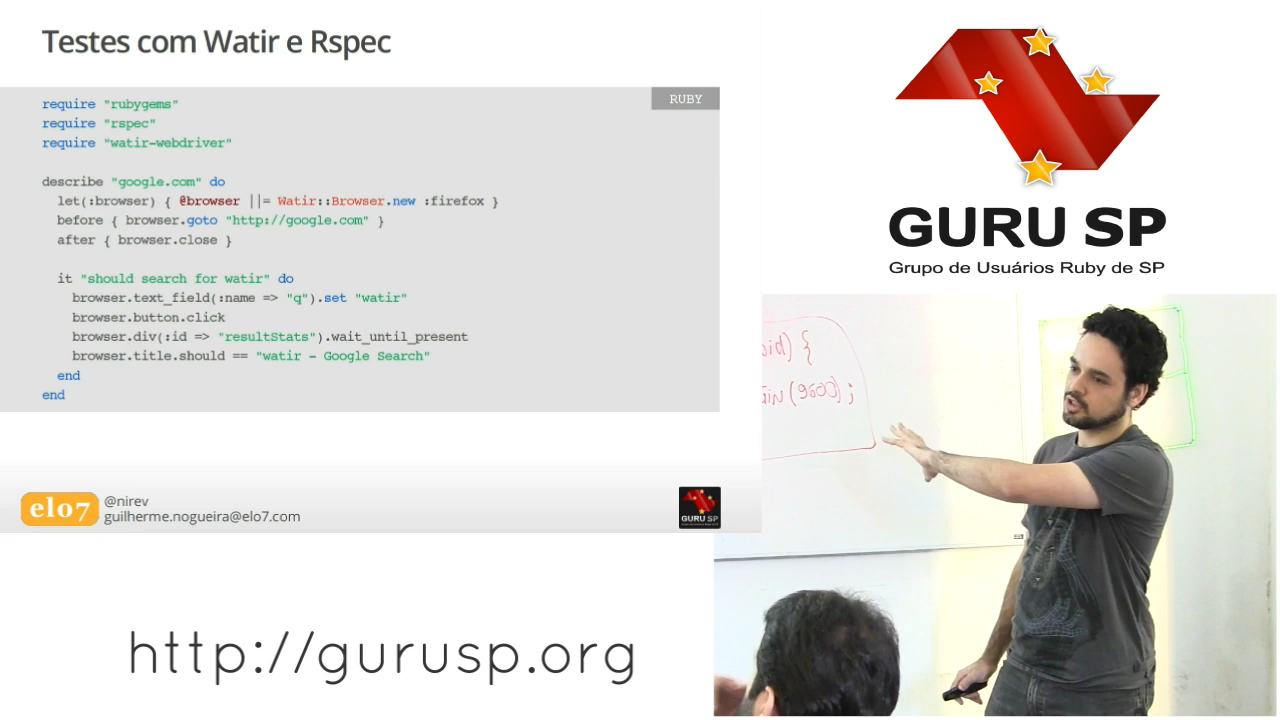 Testes com Watir e Rspec
RUBY
require "rubygems"
require "rspec"
require "watir-webdriver"
describe "google.com" do
let(:browser) { @browser ||= Watir::Browser.new :firefox }
before { browser.goto "http://google.com" }
after { browser.close }
it "should search for watir" do
browser.text_field(:name => "q").set "watir"
browser.button.click
browser.div(:id => "resultStats").wait_until_present
browser.title.should == "watir - Google Search"
end
end
elo7
@nirev
guilherme.nogueira@elo7.com
GURU SP
http://gurusp.org
GURU SP
Grupo de Usuários Ruby de SP
oid) {
(9600);